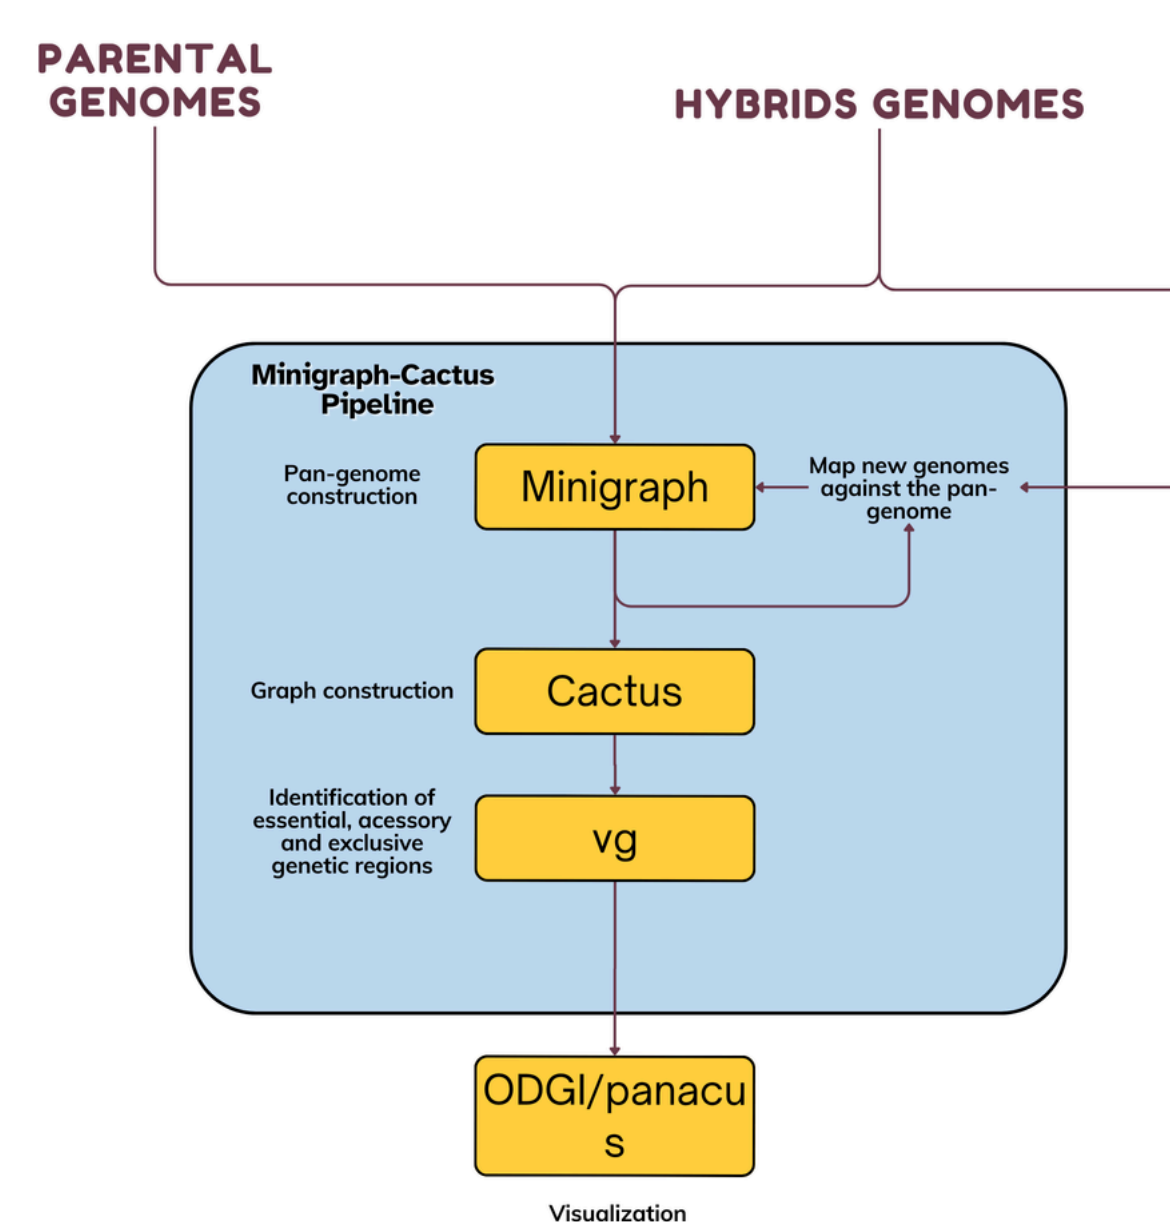 PARENTAL
GENOMES
HYBRIDS GENOMES
Minigraph-Cactus
Pipeline
Pan-genome
construction
Minigraph
Map new genomes
against the pan-
genome
Graph construction
Cactus
Identification of
essential, acessory
and exclusive
genetic regions
vg
ODGI/panacu
s
Visualization